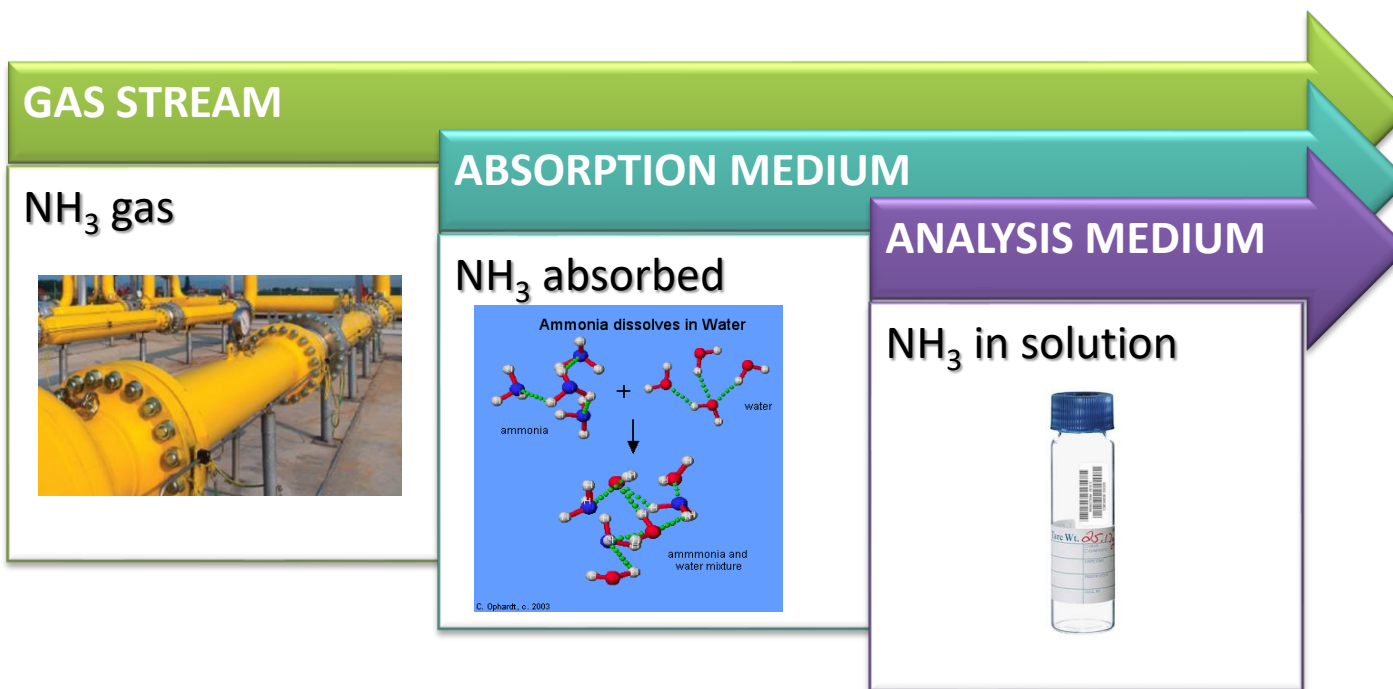 GAS STREAM
NH₃ gas
ABSORPTION MEDIUM
NH₃ absorbed
Ammonia dissolves in Water
+
water
ammonia
ammmonia and
water mixture
C. Ophardt, c. 2003
ANALYSIS MEDIUM
NH₃ in solution
Tare Wt.